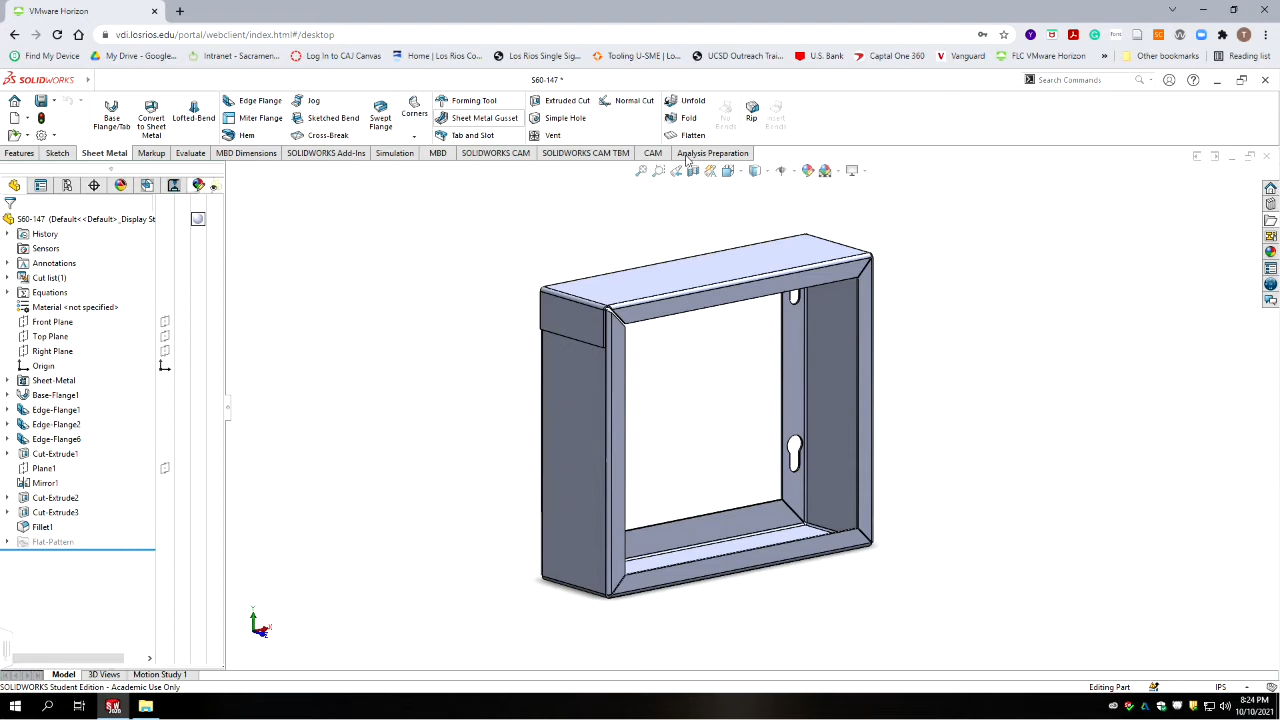 VMware Horizon
vdi.losrios.edu/portal/webclient/index.html#/desktop
Find My Device
My Drive - Google...
Intranet - Sacramen...
Log In to CAJ Canvas
Home | Los Rios Co...
Los Rios Single Sig...
Tooling U-SME | Lo...
UCSD Outreach Trai...
U.S. Bank
Captal One 360
Vanguard
FLC VMware Horizon
Other bookmarks
Reading list
SOLIDWORKS
S60-147 *
Search Commands
Base Flange/Tab
Convert to Sheet Metal
Lofted-Bend
Edge Flange
Miter Flange
Hem
Jog
Sketched Bend
Cross-Break
Swept Flange
Corners
Forming Tool
Sheet Metal Gusset
Tab and Slot
Extruded Cut
Simple Hole
Vent
Normal Cut
Unfold
Fold
Flatten
No Bends
Rip
Insert Bends
Features
Sketch
Sheet Metal
Markup
Evaluate
MBD Dimensions
SOLIDWORKS Add-Ins
Simulation
MBD
SOLIDWORKS CAM
SOLIDWORKS CAM TBM
CAM
Analysis Preparation
S60-147 (Default<<Default>_Display St
History
Sensors
Annotations
Cut list(1)
Equations
Material <not specified>
Front Plane
Top Plane
Right Plane
Origin
Sheet-Metal
Base-Flange1
Edge-Flange1
Edge-Flange2
Edge-Flange6
Cut-Extrude1
Plane1
Mirror1
Cut-Extrude2
Cut-Extrude3
Fillet1
Flat-Pattern
Y
X
Z
Model
3D Views
Motion Study 1
SOLIDWORKS Student Edition - Academic Use Only
Editing Part
IPS
8:24 PM
10/10/2021